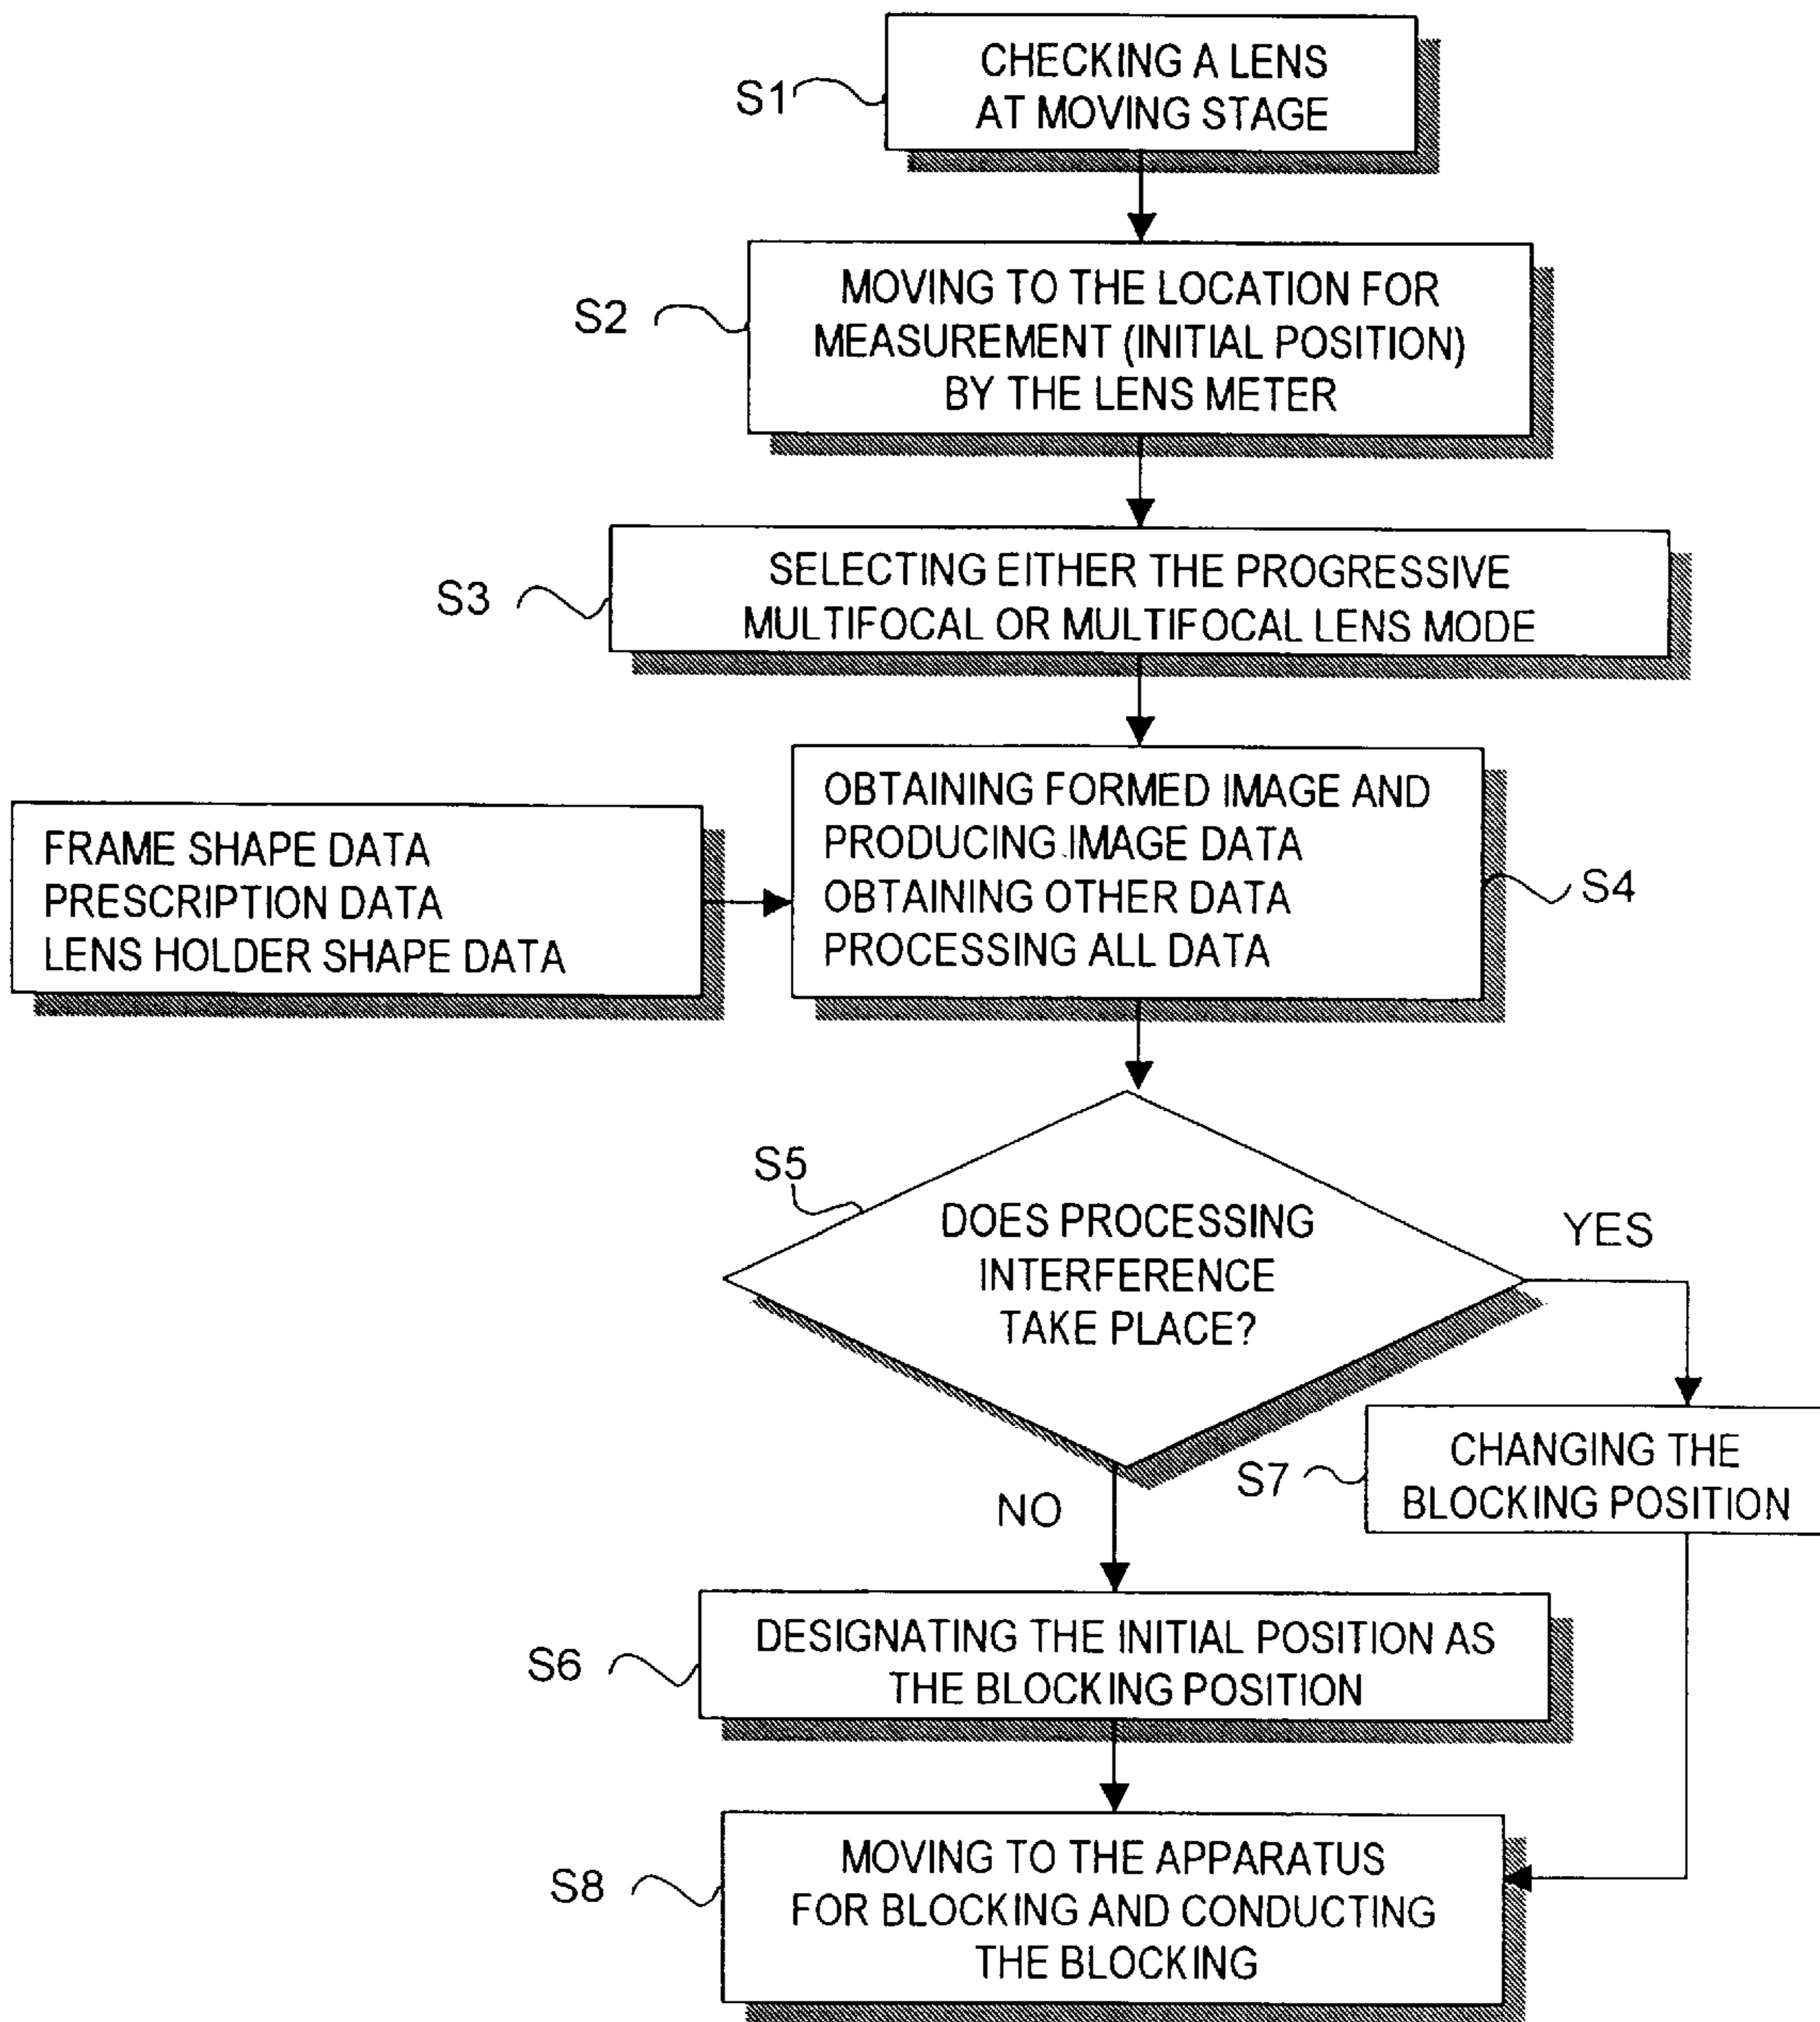 S1
CHECKING A LENS
AT MOVING STAGE
S2
MOVING TO THE LOCATION FOR
MEASUREMENT (INITIAL POSITION)
BY THE LENS METER
S3
SELECTING EITHER THE PROGRESSIVE
MULTIFOCAL OR MULTIFOCAL LENS MODE
FRAME SHAPE DATA
PRESCRIPTION DATA
LENS HOLDER SHAPE DATA
OBTAINING FORMED IMAGE AND
PRODUCING IMAGE DATA
OBTAINING OTHER DATA
PROCESSING ALL DATA
S4
S5
DOES PROCESSING
INTERFERENCE
TAKE PLACE?
YES
S7
CHANGING THE
BLOCKING POSITION
NO
S6
DESIGNATING THE INITIAL POSITION AS
THE BLOCKING POSITION
S8
MOVING TO THE APPARATUS
FOR BLOCKING AND CONDUCTING
THE BLOCKING